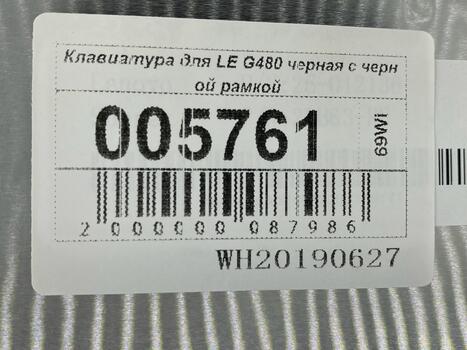 Клавиатура для LE G480 черная с черн
ой рамкой
005761
69Wi
2 000000 087986
WH20190627